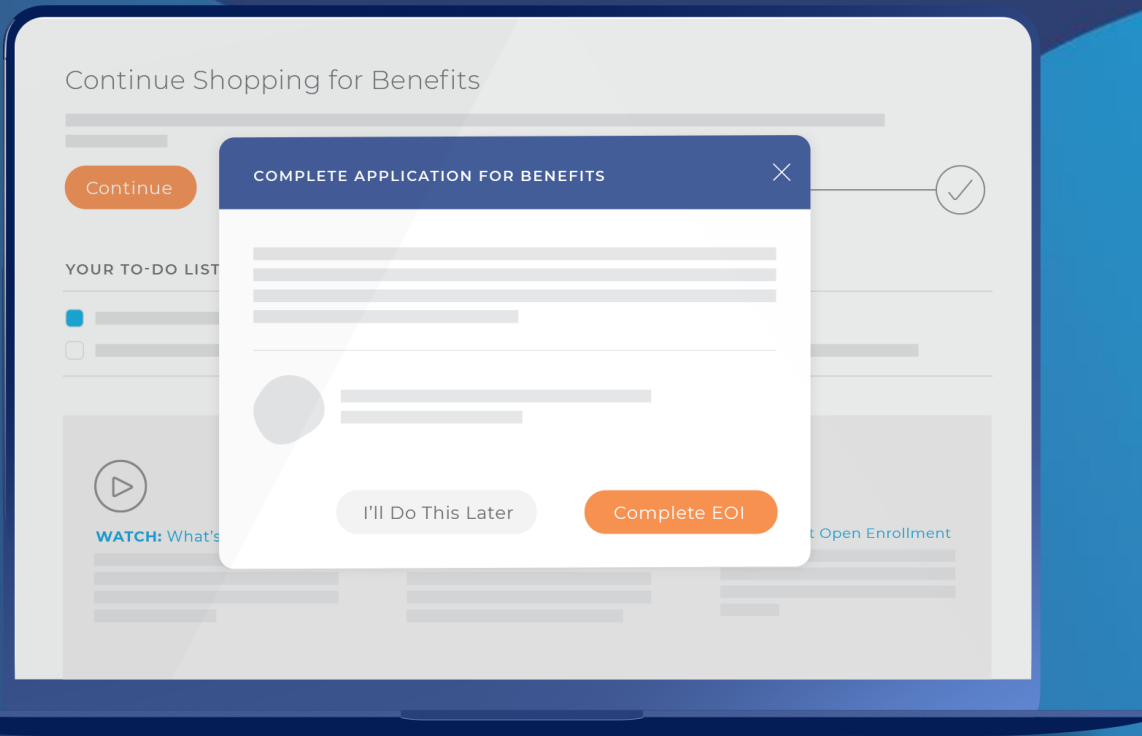 Continue Shopping for Benefits
Continue
COMPLETE APPLICATION FOR BENEFITS
YOUR TO-DO LIST
I'll Do This Later
Complete EOI
WATCH: What's
Open Enrollment